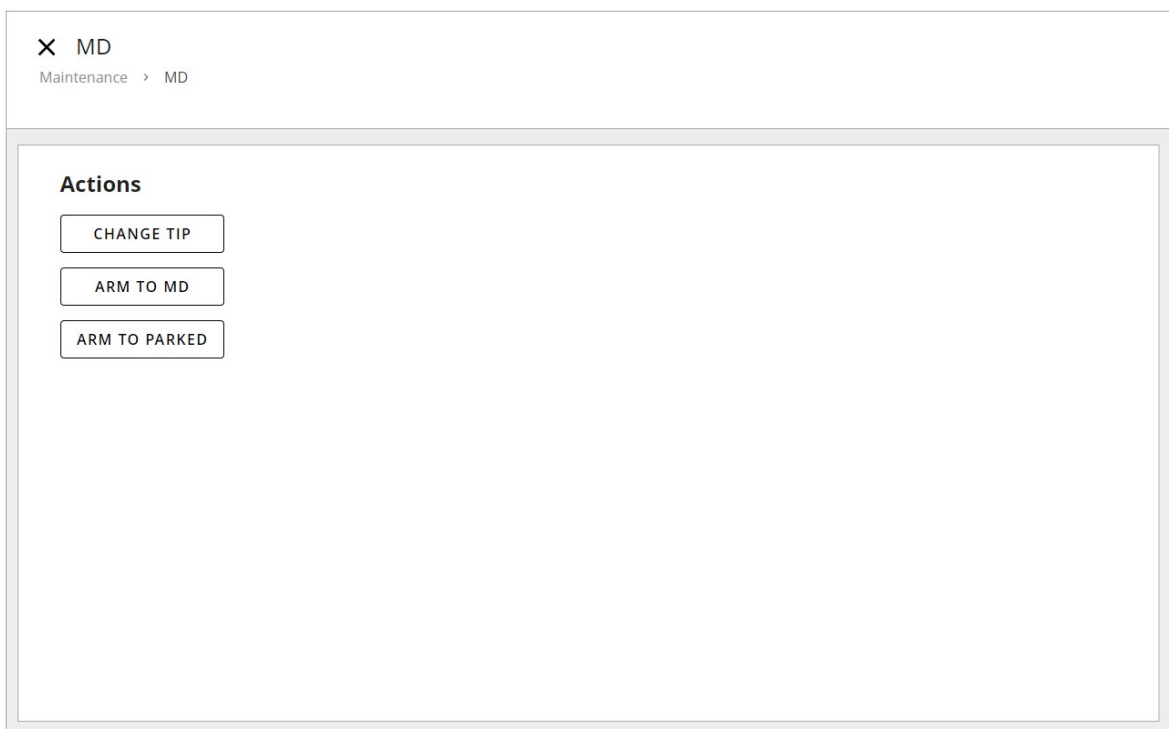 MD
Maintenance > MD
Actions
CHANGE TIP
ARM TO MD
ARM TO PARKED